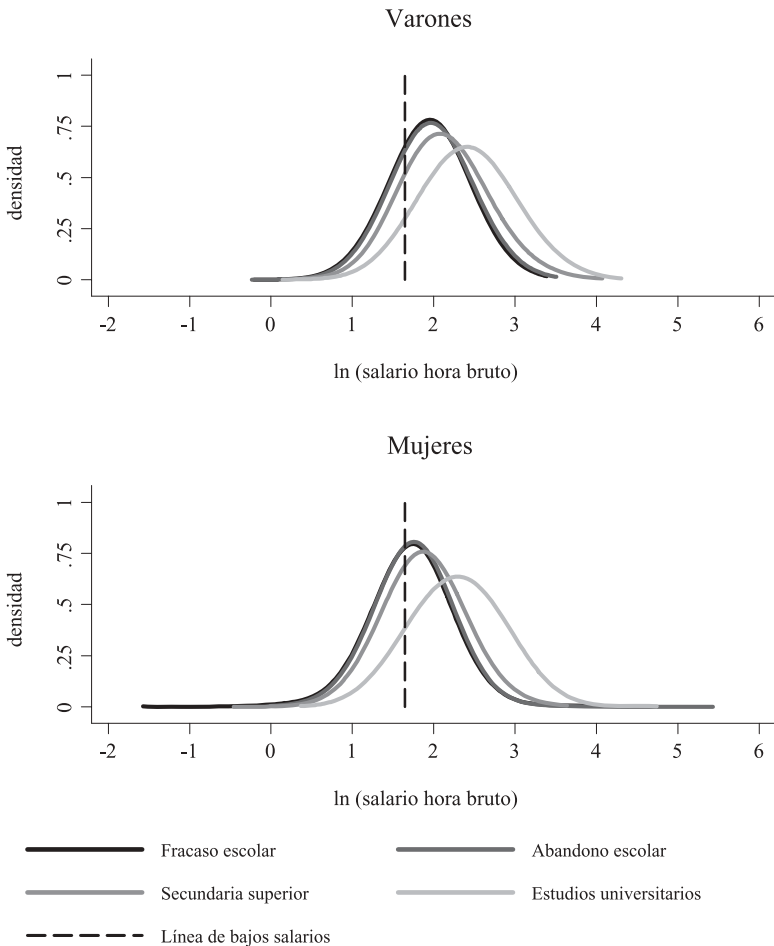 Varones
densidad
1
.75
.5
.25
0
-2 -1 0 1 2 3 4 5 6
ln (salario hora bruto)
Mujeres
densidad
1
.75
.5
.25
0
-2 -1 0 1 2 3 4 5 6
ln (salario hora bruto)
Fracaso escolar
Abandono escolar
Secundaria superior
Estudios universitarios
Línea de bajos salarios